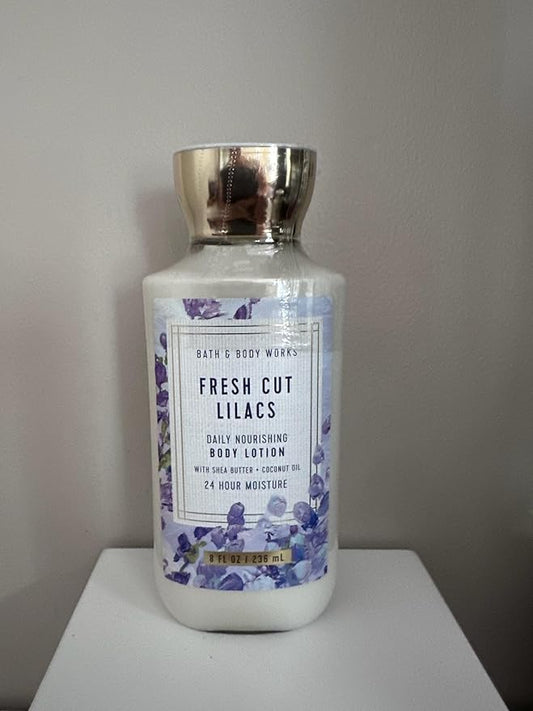 BATH & BODY WORKS
FRESH CUT
LILACS
DAILY NOURISHING
BODY LOTION
WITH SHEA BUTTER • COCONUT OIL
24 HOUR MOISTURE
8 FL OZ / 236 mL